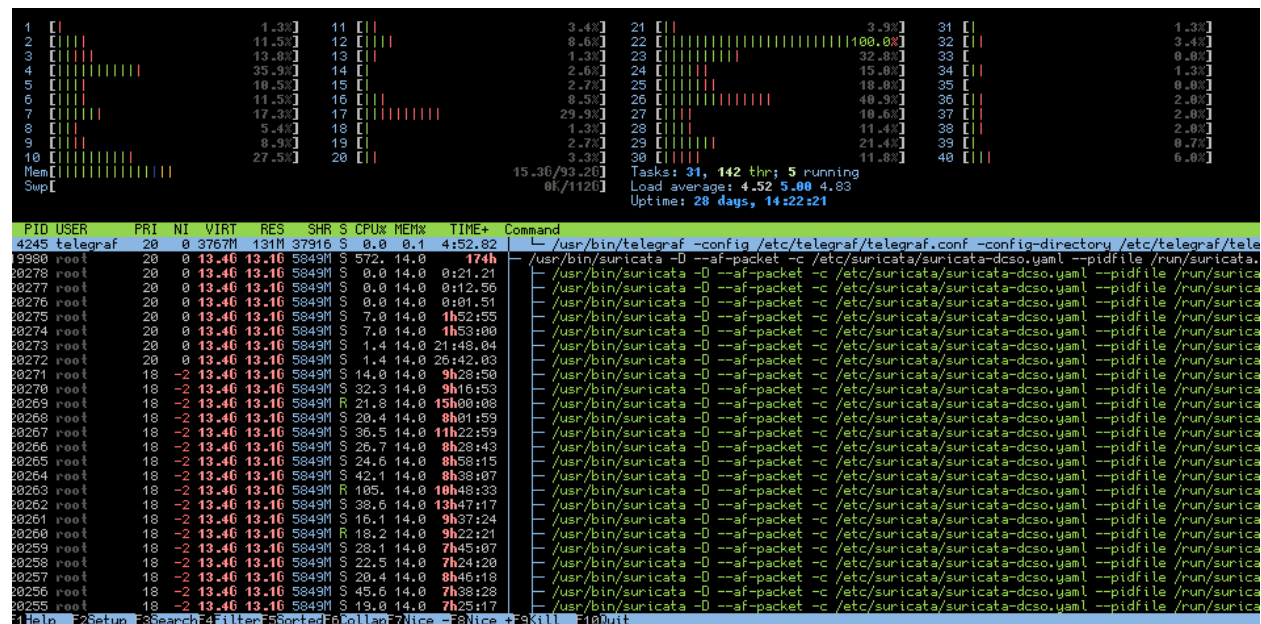 1 [| 1.3%] 11 [|| 3.4%] 21 [|| 3.9%] 31 [| 1.3%]
2 [|||| 11.5%] 12 [|||| 8.6%] 22 [||||||||||||||||||||||||100.0%] 32 [|| 3.4%]
3 [||||| 13.8%] 13 [|| 1.3%] 23 [|||||||||| 32.8%] 33 [ 0.0%]
4 [||||||||||| 35.9%] 14 [| 2.6%] 24 [|||||| 15.0%] 34 [|| 1.3%]
5 [|||| 10.5%] 15 [| 2.7%] 25 [|||||| 18.0%] 35 [ 0.0%]
6 [|||| 11.5%] 16 [||| 8.5%] 26 [|||||||||||||| 40.9%] 36 [|| 2.0%]
7 [|||||| 17.3%] 17 [|||||||||| 29.9%] 27 [|||| 10.6%] 37 [|| 2.0%]
8 [||| 5.4%] 18 [| 1.3%] 28 [|||| 11.4%] 38 [|| 2.0%]
9 [|||| 8.9%] 19 [| 2.7%] 29 [||||||| 21.4%] 39 [| 0.7%]
10 [|||||||||| 27.5%] 20 [|| 3.3%] 30 [||||| 11.8%] 40 [||| 6.0%]
Mem[|||||||||||||||| 15.3G/93.2G] Tasks: 31, 142 thr; 5 running
Swp[ 0K/112G] Load average: 4.52 5.00 4.83
Uptime: 28 days, 14:22:21
PID USER PRI NI VIRT RES SHR S CPU% MEM% TIME+ Command
4245 telegraf 20 0 3767M 131M 37916 S 0.0 0.1 4:52.82 │ └─ /usr/bin/telegraf -config /etc/telegraf/telegraf.conf -config-directory /etc/telegraf/tele
19980 root 20 0 13.4G 13.1G 5849M S 572. 14.0 174h ├─ /usr/bin/suricata -D --af-packet -c /etc/suricata/suricata-dcso.yaml --pidfile /run/suricata.
20278 root 20 0 13.4G 13.1G 5849M S 0.0 14.0 0:21.21 │ ├─ /usr/bin/suricata -D --af-packet -c /etc/suricata/suricata-dcso.yaml --pidfile /run/surica
20277 root 20 0 13.4G 13.1G 5849M S 0.0 14.0 0:12.56 │ ├─ /usr/bin/suricata -D --af-packet -c /etc/suricata/suricata-dcso.yaml --pidfile /run/surica
20276 root 20 0 13.4G 13.1G 5849M S 0.0 14.0 0:01.51 │ ├─ /usr/bin/suricata -D --af-packet -c /etc/suricata/suricata-dcso.yaml --pidfile /run/surica
20275 root 20 0 13.4G 13.1G 5849M S 7.0 14.0 1h52:55 │ ├─ /usr/bin/suricata -D --af-packet -c /etc/suricata/suricata-dcso.yaml --pidfile /run/surica
20274 root 20 0 13.4G 13.1G 5849M S 7.0 14.0 1h53:00 │ ├─ /usr/bin/suricata -D --af-packet -c /etc/suricata/suricata-dcso.yaml --pidfile /run/surica
20273 root 20 0 13.4G 13.1G 5849M S 1.4 14.0 21:48.04 │ ├─ /usr/bin/suricata -D --af-packet -c /etc/suricata/suricata-dcso.yaml --pidfile /run/surica
20272 root 20 0 13.4G 13.1G 5849M S 1.4 14.0 26:42.03 │ ├─ /usr/bin/suricata -D --af-packet -c /etc/suricata/suricata-dcso.yaml --pidfile /run/surica
20271 root 18 -2 13.4G 13.1G 5849M S 14.0 14.0 9h28:50 │ ├─ /usr/bin/suricata -D --af-packet -c /etc/suricata/suricata-dcso.yaml --pidfile /run/surica
20270 root 18 -2 13.4G 13.1G 5849M S 32.3 14.0 9h16:53 │ ├─ /usr/bin/suricata -D --af-packet -c /etc/suricata/suricata-dcso.yaml --pidfile /run/surica
20269 root 18 -2 13.4G 13.1G 5849M R 21.8 14.0 15h00:08 │ ├─ /usr/bin/suricata -D --af-packet -c /etc/suricata/suricata-dcso.yaml --pidfile /run/surica
20268 root 18 -2 13.4G 13.1G 5849M S 20.4 14.0 8h01:59 │ ├─ /usr/bin/suricata -D --af-packet -c /etc/suricata/suricata-dcso.yaml --pidfile /run/surica
20267 root 18 -2 13.4G 13.1G 5849M S 36.5 14.0 11h22:59 │ ├─ /usr/bin/suricata -D --af-packet -c /etc/suricata/suricata-dcso.yaml --pidfile /run/surica
20266 root 18 -2 13.4G 13.1G 5849M S 26.7 14.0 8h28:43 │ ├─ /usr/bin/suricata -D --af-packet -c /etc/suricata/suricata-dcso.yaml --pidfile /run/surica
20265 root 18 -2 13.4G 13.1G 5849M S 24.6 14.0 8h58:15 │ ├─ /usr/bin/suricata -D --af-packet -c /etc/suricata/suricata-dcso.yaml --pidfile /run/surica
20264 root 18 -2 13.4G 13.1G 5849M S 42.1 14.0 8h38:07 │ ├─ /usr/bin/suricata -D --af-packet -c /etc/suricata/suricata-dcso.yaml --pidfile /run/surica
20263 root 18 -2 13.4G 13.1G 5849M R 105. 14.0 10h48:33 │ ├─ /usr/bin/suricata -D --af-packet -c /etc/suricata/suricata-dcso.yaml --pidfile /run/surica
20262 root 18 -2 13.4G 13.1G 5849M S 38.6 14.0 13h47:17 │ ├─ /usr/bin/suricata -D --af-packet -c /etc/suricata/suricata-dcso.yaml --pidfile /run/surica
20261 root 18 -2 13.4G 13.1G 5849M S 16.1 14.0 9h37:24 │ ├─ /usr/bin/suricata -D --af-packet -c /etc/suricata/suricata-dcso.yaml --pidfile /run/surica
20260 root 18 -2 13.4G 13.1G 5849M R 18.2 14.0 9h22:21 │ ├─ /usr/bin/suricata -D --af-packet -c /etc/suricata/suricata-dcso.yaml --pidfile /run/surica
20259 root 18 -2 13.4G 13.1G 5849M S 28.1 14.0 7h45:07 │ ├─ /usr/bin/suricata -D --af-packet -c /etc/suricata/suricata-dcso.yaml --pidfile /run/surica
20258 root 18 -2 13.4G 13.1G 5849M S 22.5 14.0 7h24:20 │ ├─ /usr/bin/suricata -D --af-packet -c /etc/suricata/suricata-dcso.yaml --pidfile /run/surica
20257 root 18 -2 13.4G 13.1G 5849M S 20.4 14.0 8h46:18 │ ├─ /usr/bin/suricata -D --af-packet -c /etc/suricata/suricata-dcso.yaml --pidfile /run/surica
20256 root 18 -2 13.4G 13.1G 5849M S 45.6 14.0 7h38:28 │ ├─ /usr/bin/suricata -D --af-packet -c /etc/suricata/suricata-dcso.yaml --pidfile /run/surica
20255 root 18 -2 13.4G 13.1G 5849M S 19.0 14.0 7h25:17 │ ├─ /usr/bin/suricata -D --af-packet -c /etc/suricata/suricata-dcso.yaml --pidfile /run/surica
F1Help F2Setup F3SearchF4FilterF5SortedF6CollapF7Nice -F8Nice +F9Kill F10Quit